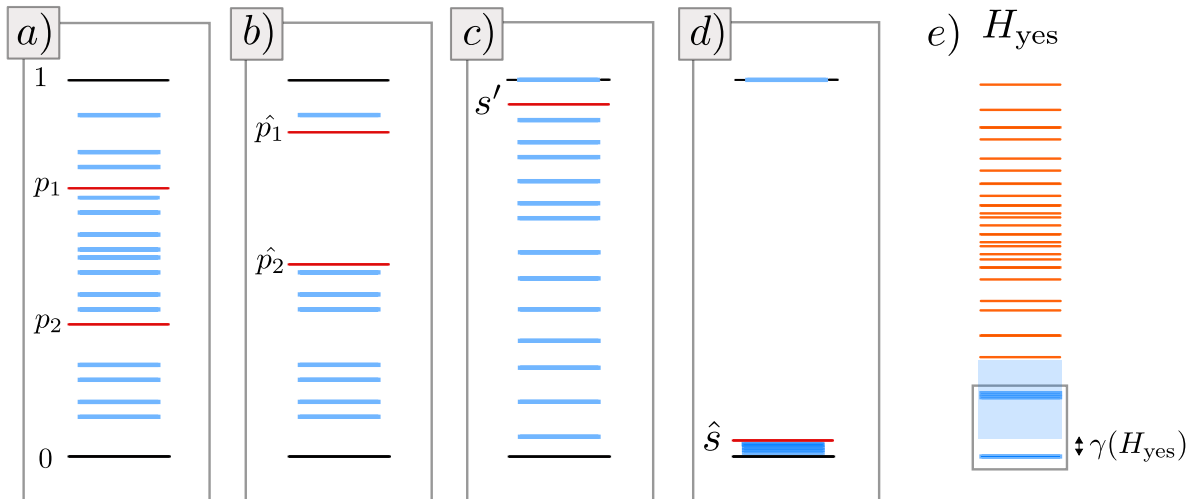 a)
1
p₁
p₂
0
b)
p̂₁
p̂₂
c)
s′
d)
ŝ
e) H_yes
γ(H_yes)